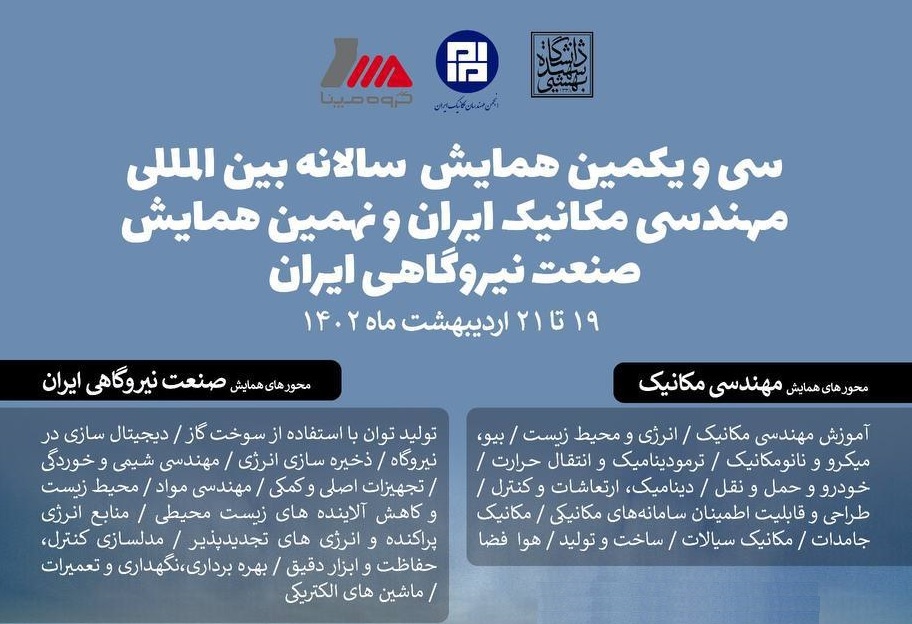 دانشگاه شهید بهشتی
انجمن مهندسان مکانیک ایران
گروه مپنا
سی و یکمین همایش سالانه بین المللی
مهندسی مکانیک ایران و نهمین همایش
صنعت نیروگاهی ایران
۱۹ تا ۲۱ اردیبهشت ماه ۱۴۰۲
محور های همایش مهندسی مکانیک
آموزش مهندسی مکانیک / انرژی و محیط زیست / بیو،
میکرو و نانومکانیک / ترمودینامیک و انتقال حرارت /
خودرو و حمل و نقل / دینامیک، ارتعاشات و کنترل /
طراحی و قابلیت اطمینان سامانه‌های مکانیکی / مکانیک
جامدات / مکانیک سیالات / ساخت و تولید / هوا فضا
محور های همایش صنعت نیروگاهی ایران
تولید توان با استفاده از سوخت گاز / دیجیتال سازی در
نیروگاه / ذخیره سازی انرژی / مهندسی شیمی و خوردگی
/ تجهیزات اصلی و کمکی / مهندسی مواد / محیط زیست
و کاهش آلاینده های زیست محیطی / منابع انرژی
پراکنده و انرژی های تجدیدپذیر / مدلسازی کنترل،
حفاظت و ابزار دقیق / بهره برداری،نگهداری و تعمیرات
/ ماشین های الکتریکی